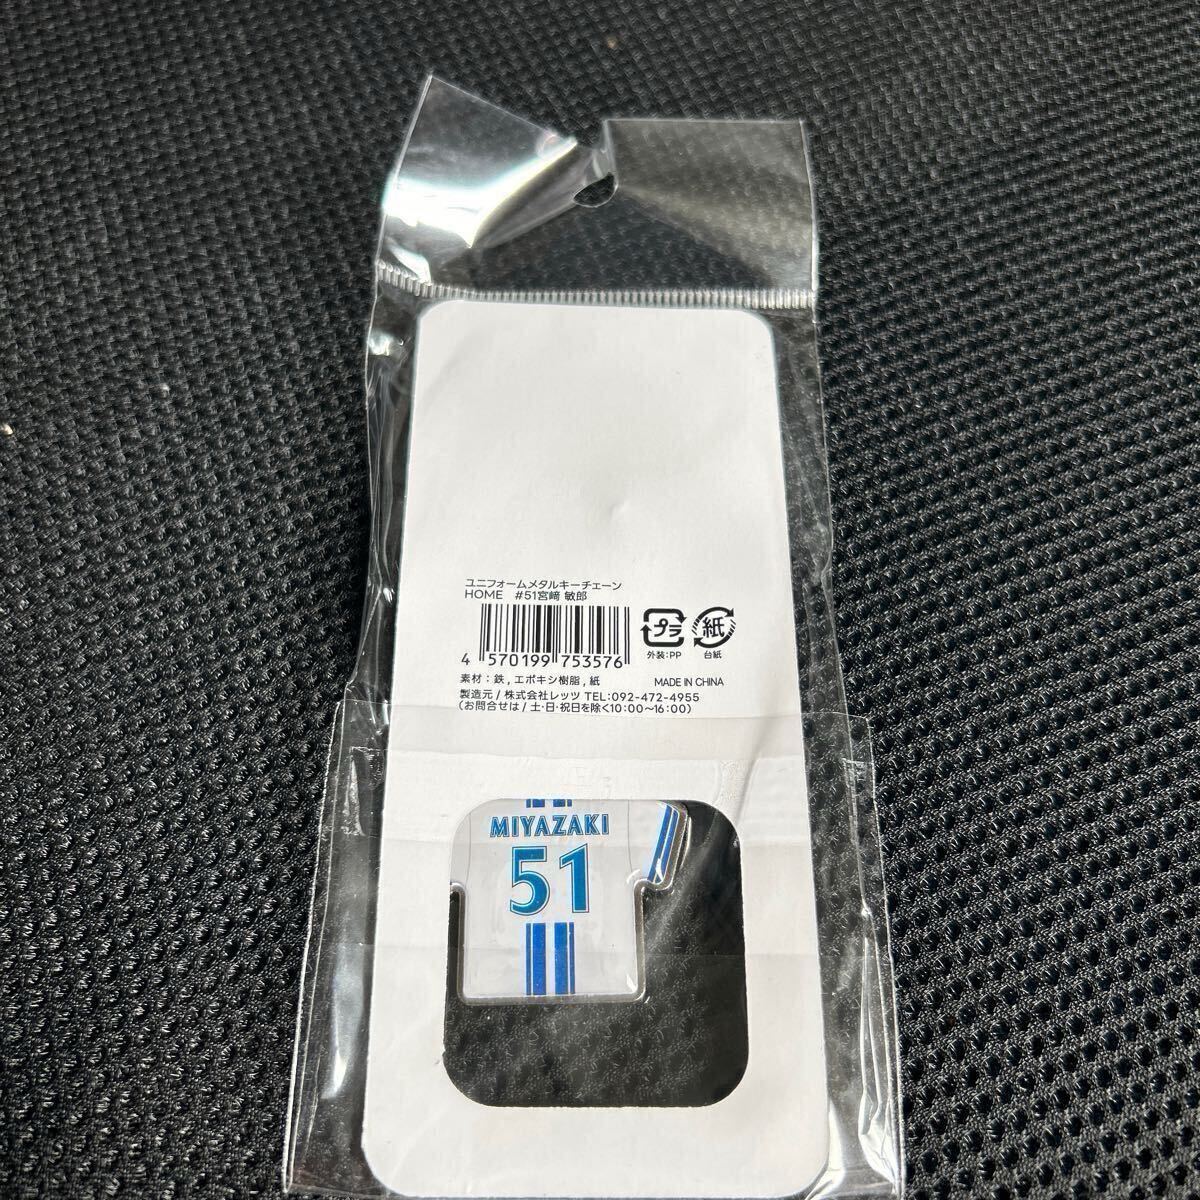 ユニフォームメタルキーチェーン
HOME #51宮﨑 敏郎
4 570199 753576
プラ
外装:PP
紙
台紙
素材:鉄,エポキシ樹脂,紙 MADE IN CHINA
製造元/株式会社レッツ TEL:092-472-4955
(お問合せは/土・日・祝日を除く10:00〜16:00)
MIYAZAKI
51